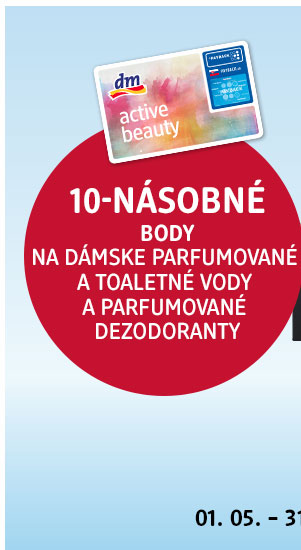 dm
PAYBACK
active
beauty
10-NÁSOBNÉ
BODY
NA DÁMSKE PARFUMOVANÉ
A TOALETNÉ VODY
A PARFUMOVANÉ
DEZODORANTY
01. 05. – 31